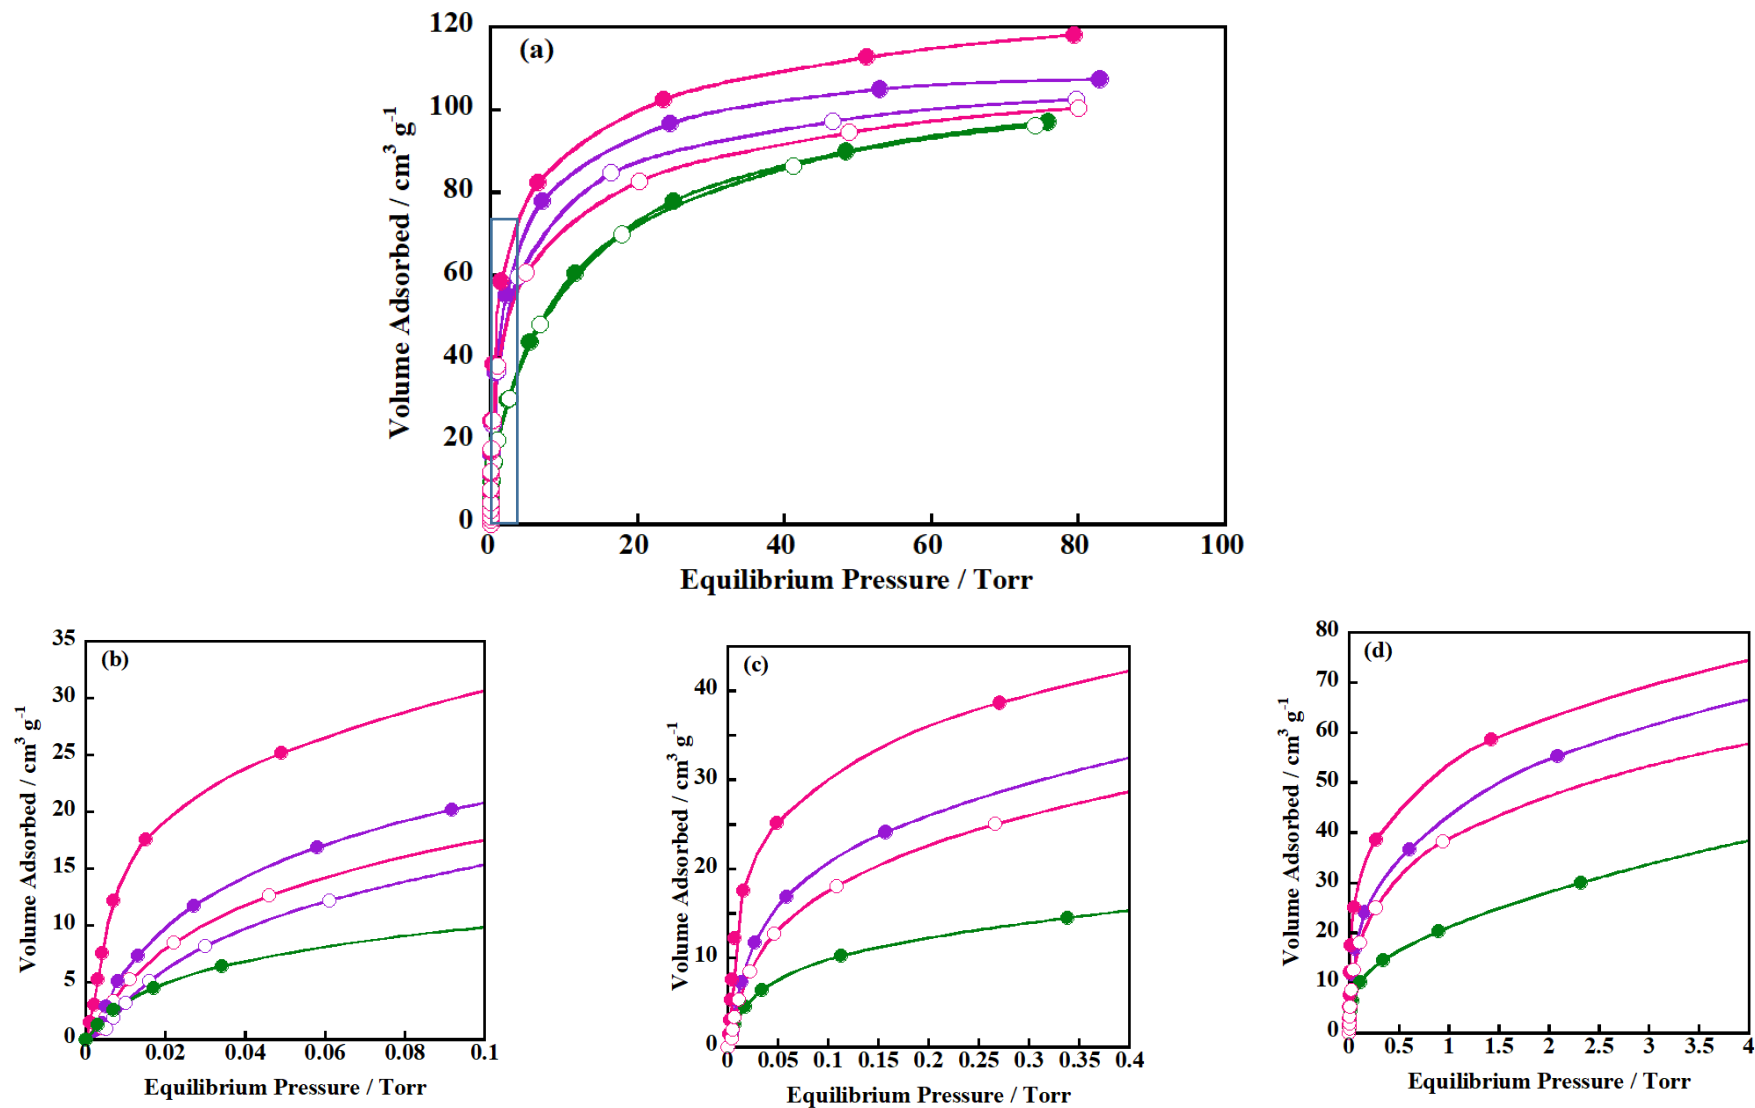 (a)
120
100
80
60
40
20
0
Volume Adsorbed / cm³ g⁻¹
0 20 40 60 80 100
Equilibrium Pressure / Torr
(b)
35
30
25
20
15
10
5
0
Volume Adsorbed / cm³ g⁻¹
0 0.02 0.04 0.06 0.08 0.1
Equilibrium Pressure / Torr
(c)
40
30
20
10
0
Volume Adsorbed / cm³ g⁻¹
0 0.05 0.1 0.15 0.2 0.25 0.3 0.35 0.4
Equilibrium Pressure / Torr
(d)
80
70
60
50
40
30
20
10
0
Volume Adsorbed / cm³ g⁻¹
0 0.5 1 1.5 2 2.5 3 3.5 4
Equilibrium Pressure / Torr